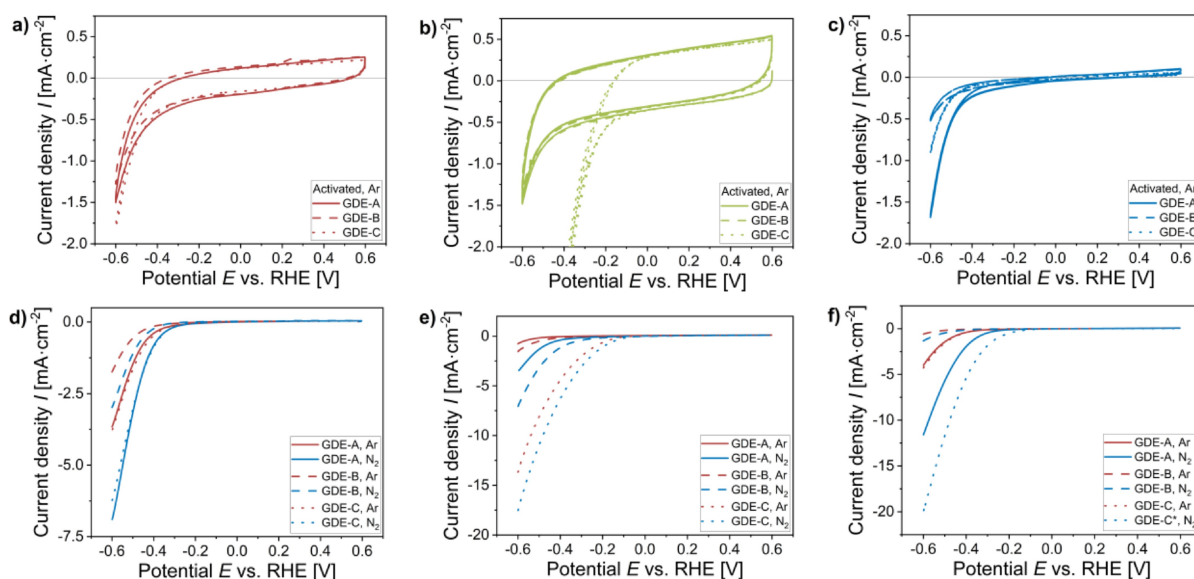 a)
Current density I [mA·cm-2]
0.5
0.0
-0.5
-1.0
-1.5
-2.0
Activated, Ar
GDE-A
GDE-B
GDE-C
-0.6 -0.4 -0.2 0.0 0.2 0.4 0.6
Potential E vs. RHE [V]
b)
Current density I [mA·cm-2]
0.5
0.0
-0.5
-1.0
-1.5
-2.0
Activated, Ar
GDE-A
GDE-B
GDE-C
-0.6 -0.4 -0.2 0.0 0.2 0.4 0.6
Potential E vs. RHE [V]
c)
Current density I [mA·cm-2]
0.5
0.0
-0.5
-1.0
-1.5
-2.0
Activated, Ar
GDE-A
GDE-B
GDE-C
-0.6 -0.4 -0.2 0.0 0.2 0.4 0.6
Potential E vs. RHE [V]
d)
Current density I [mA·cm-2]
0.0
-2.5
-5.0
-7.5
GDE-A, Ar
GDE-A, N2
GDE-B, Ar
GDE-B, N2
GDE-C, Ar
GDE-C, N2
-0.6 -0.4 -0.2 0.0 0.2 0.4 0.6
Potential E vs. RHE [V]
e)
Current density I [mA·cm-2]
0
-5
-10
-15
-20
GDE-A, Ar
GDE-A, N2
GDE-B, Ar
GDE-B, N2
GDE-C, Ar
GDE-C, N2
-0.6 -0.4 -0.2 0.0 0.2 0.4 0.6
Potential E vs. RHE [V]
f)
Current density I [mA·cm-2]
0
-5
-10
-15
-20
GDE-A, Ar
GDE-A, N2
GDE-B, Ar
GDE-B, N2
GDE-C, Ar
GDE-C*, N2
-0.6 -0.4 -0.2 0.0 0.2 0.4 0.6
Potential E vs. RHE [V]